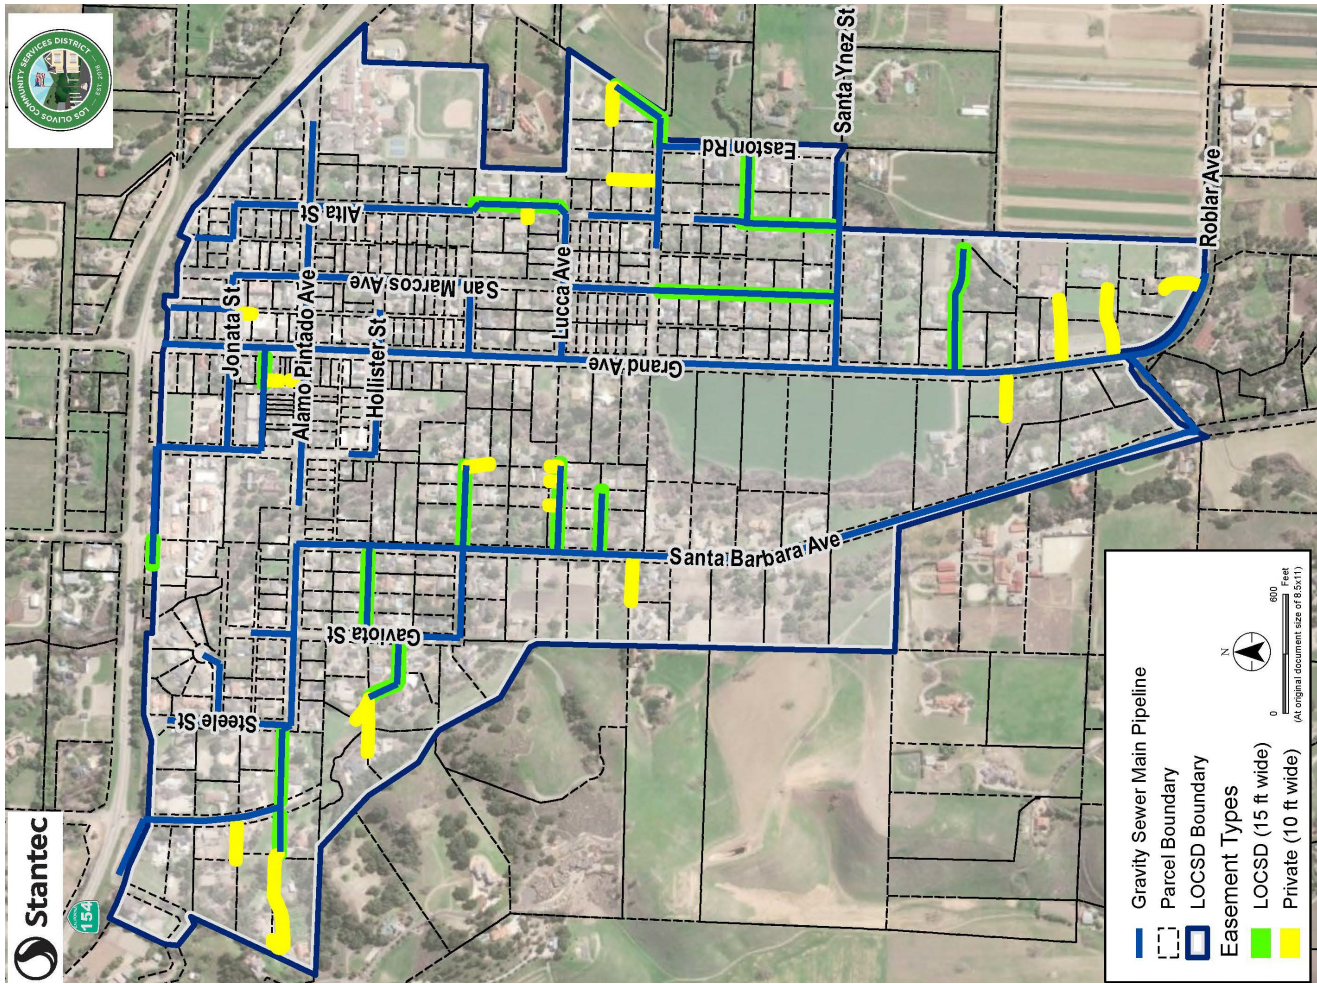 LOS OLIVOS COMMUNITY SERVICES DISTRICT
EST. 2018
Stantec
154
Santa Ynez St
Easton Rd
Roblar Ave
Alta St
San Marcos Ave
Lucca Ave
Jonata St
Alamo Pintado Ave
Hollister St
Grand Ave
Santa Barbara Ave
Gaviota St
Steele St
Gravity Sewer Main Pipeline
Parcel Boundary
LOCSD Boundary
Easement Types
LOCSD (15 ft wide)
Private (10 ft wide)
N
0 600
Feet
(At original document size of 8.5x11)